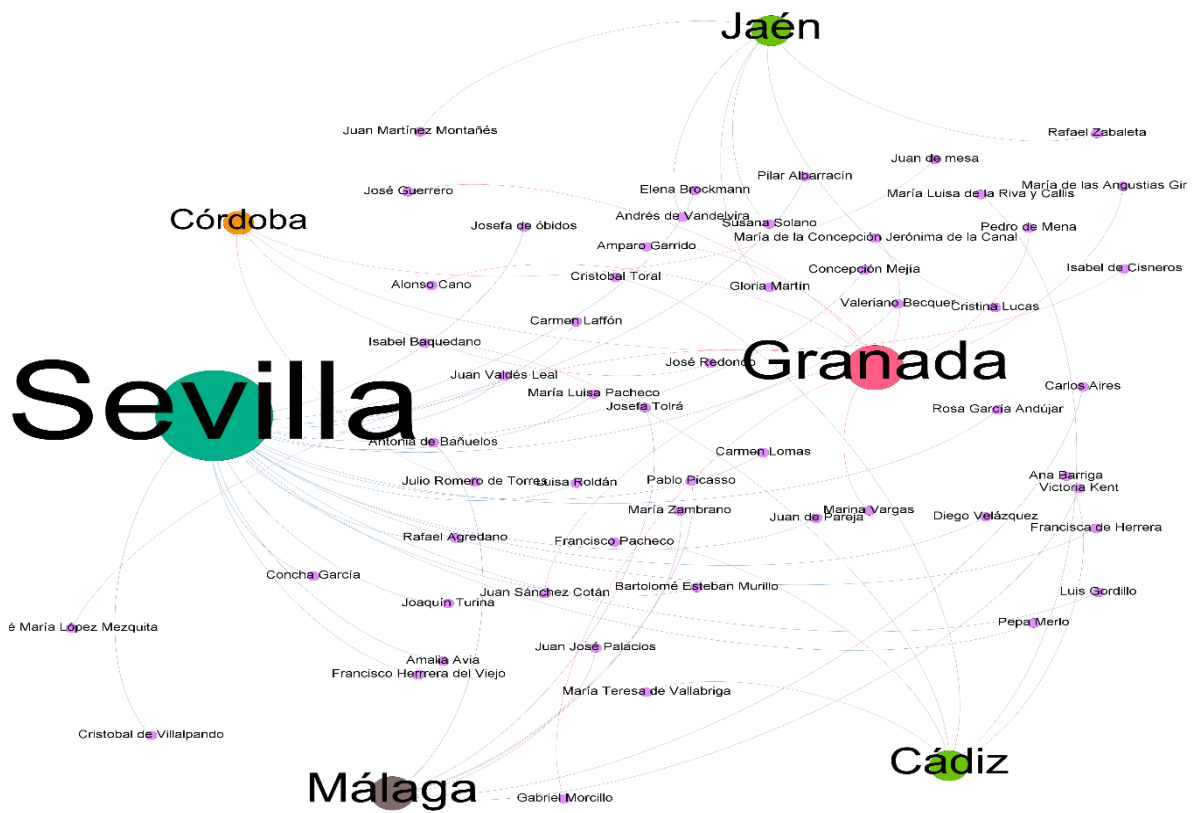 Jaén
Juan Martínez Montañés
Rafael Zabaleta
Juan de mesa
Pilar Albarracin
María de las Angustias Gir
José Guerrero
Elena Brockmann
María Luisa de la Riva y Callis
Córdoba
Andrés de Vandelvira
Susana Solano
Josefa de óbidos
Pedro de Mena
María de la Concepción Jerónima de la Canal
Amparo Garrido
Cristobal Toral
Concepción Mejía
Isabel de Cisneros
Alonso Cano
Gloria Martin
Valeriano Becquer
Cristina Lucas
Carmen Laffón
Isabel Baquedano
José Redondo
Granada
Juan Valdés Leal
María Luisa Pacheco
Carlos Aires
Sevilla
Josefa Tolrá
Rosa García Andújar
Antonia de Bañuelos
Carmen Lomas
Julio Romero de Torres
Luisa Roldán
Pablo Picasso
Ana Barriga
Victoria Kent
María Zambrano
Juan de Pareja
Marina Vargas
Diego Velázquez
Francisca de Herrera
Rafael Agredano
Francisco Pacheco
Concha García
Juan Sánchez Cotán
Bartolomé Esteban Murillo
Luis Gordillo
Joaquín Turina
Pepa Merlo
é María López Mezquita
Juan José Palacios
Amalia Avia
Francisco Herrrera del Viejo
María Teresa de Vallabriga
Cristobal de Villalpando
Cádiz
Málaga
Gabriel Morcillo